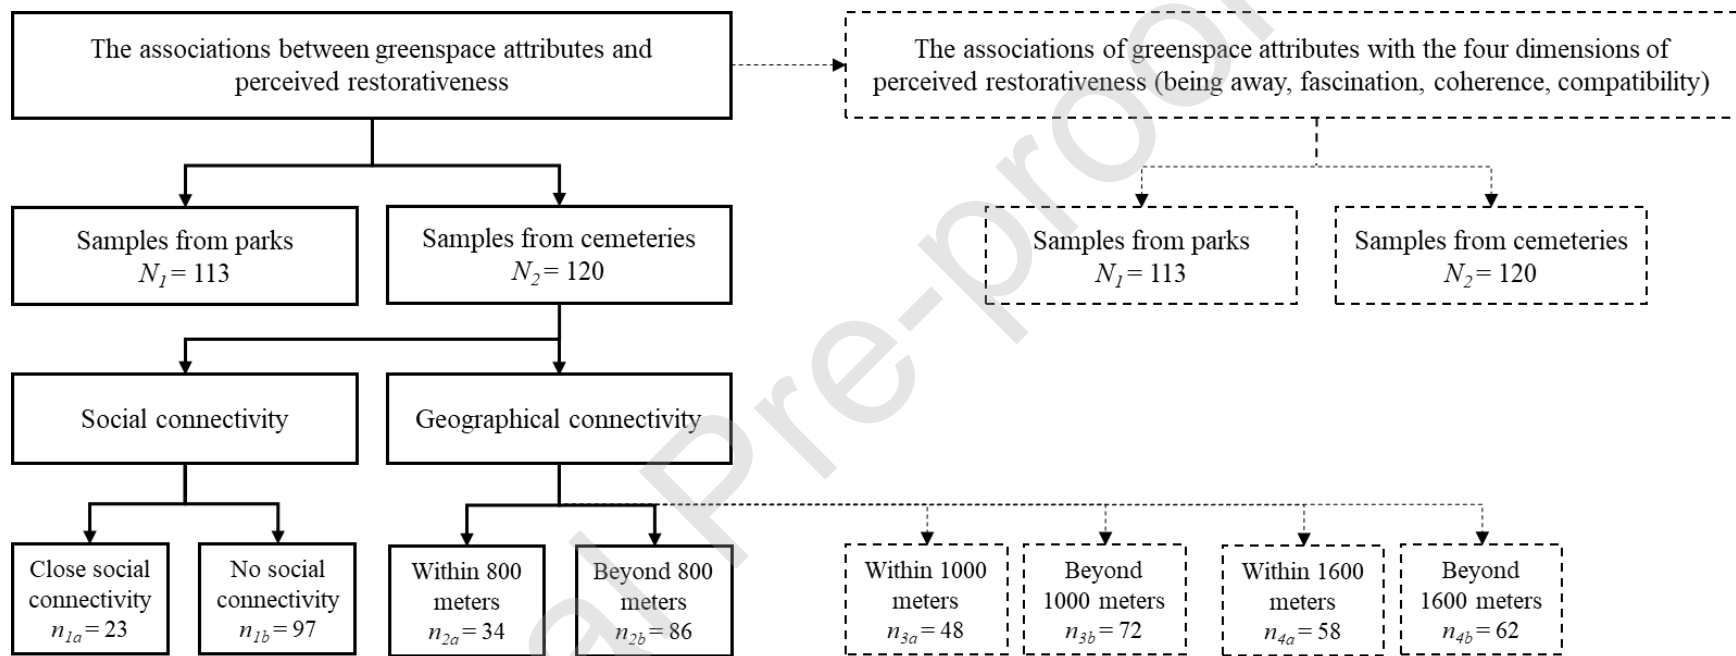 The associations between greenspace attributes and
perceived restorativeness
The associations of greenspace attributes with the four dimensions of
perceived restorativeness (being away, fascination, coherence, compatibility)
Samples from parks
N1 = 113
Samples from cemeteries
N2 = 120
Samples from parks
N1 = 113
Samples from cemeteries
N2 = 120
Social connectivity
Geographical connectivity
Close social
connectivity
n1a = 23
No social
connectivity
n1b = 97
Within 800
meters
n2a = 34
Beyond 800
meters
n2b = 86
Within 1000
meters
n3a = 48
Beyond
1000 meters
n3b = 72
Within 1600
meters
n4a = 58
Beyond
1600 meters
n4b = 62
al Pre-proo